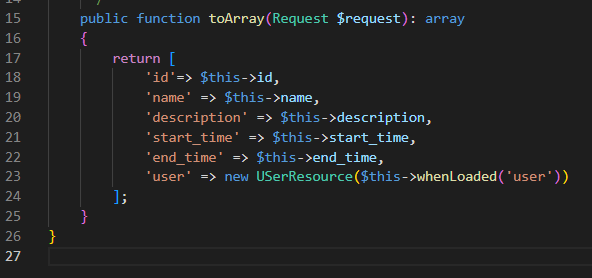 15 public function toArray(Request $request): array
16 {
17 return [
18 'id'=> $this->id,
19 'name' => $this->name,
20 'description' => $this->description,
21 'start_time' => $this->start_time,
22 'end_time' => $this->end_time,
23 'user' => new USerResource($this->whenLoaded('user'))
24 ];
25 }
26 }
27